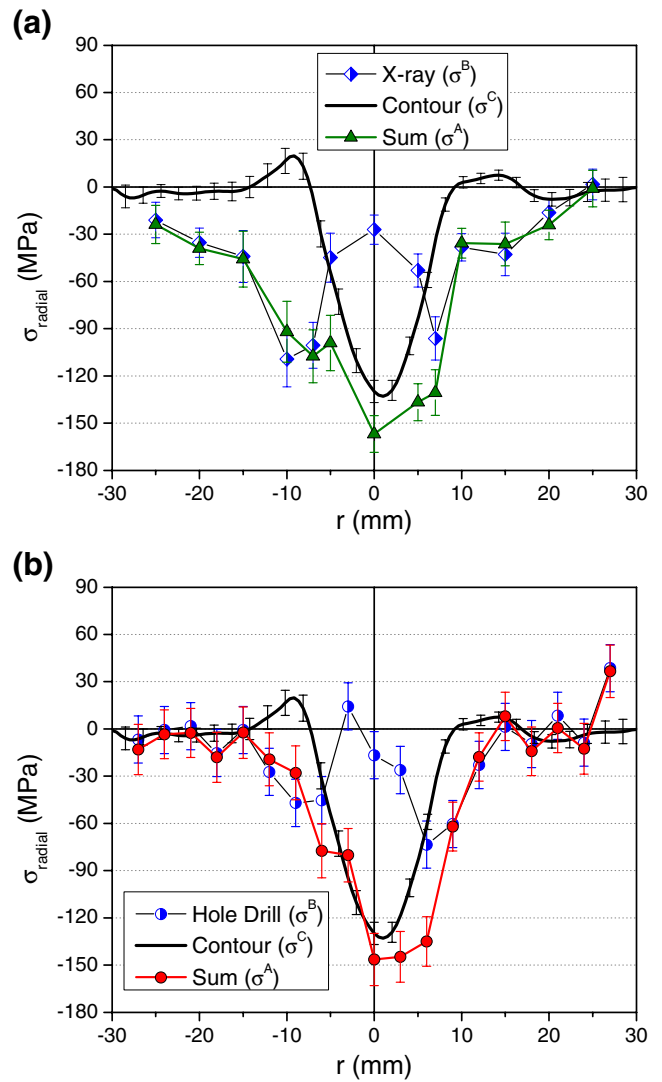 (a)
90
60
30
0
-30
-60
-90
-120
-150
-180
σradial (MPa)
X-ray (σB)
Contour (σC)
Sum (σA)
-30 -20 -10 0 10 20 30
r (mm)
(b)
90
60
30
0
-30
-60
-90
-120
-150
-180
σradial (MPa)
Hole Drill (σB)
Contour (σC)
Sum (σA)
-30 -20 -10 0 10 20 30
r (mm)